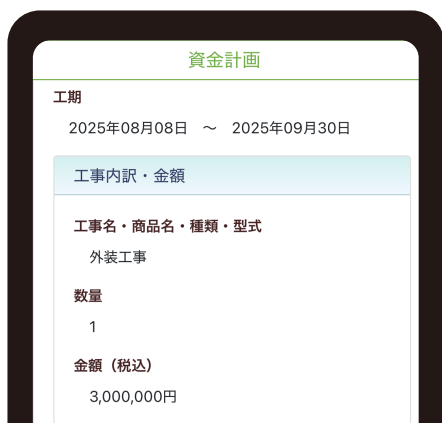 資金計画
工期
2025年08月08日 ～ 2025年09月30日
工事内訳・金額
工事名・商品名・種類・型式
外装工事
数量
1
金額（税込）
3,000,000円